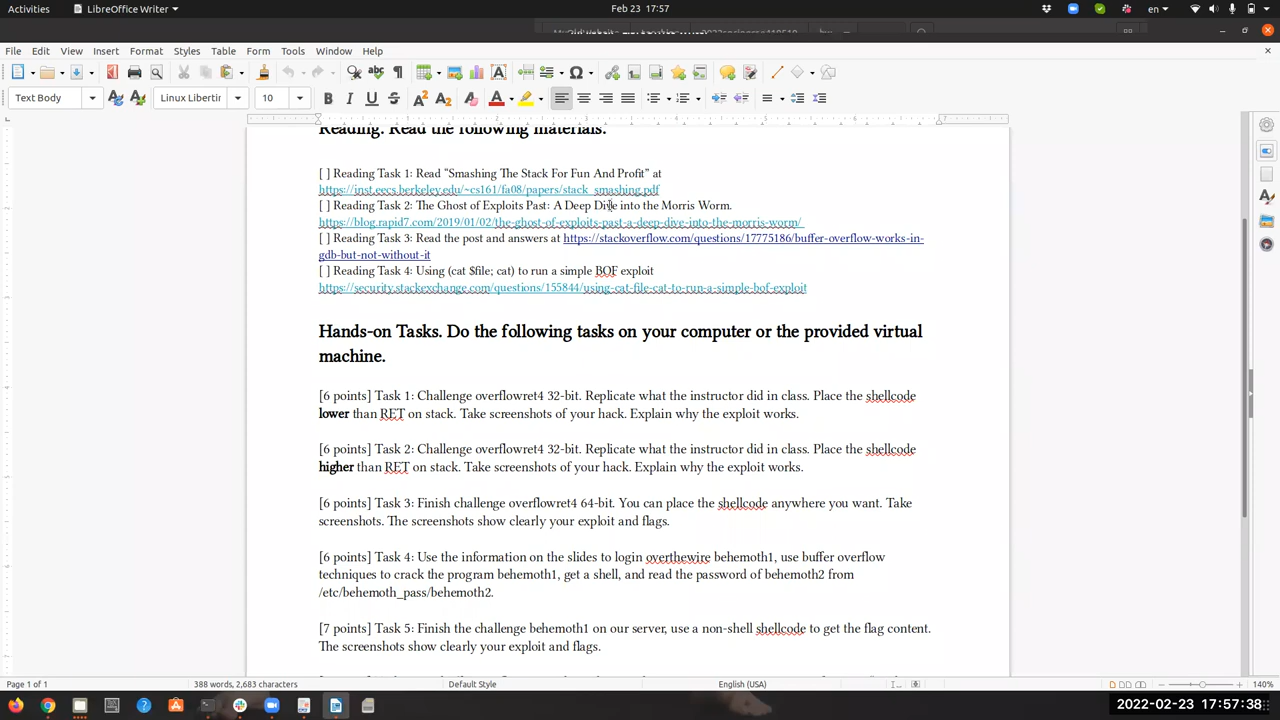 Activities LibreOffice Writer Feb 23 17:57 en
File Edit View Insert Format Styles Table Form Tools Window Help
Text Body Linux Libertin 10
Reading. Read the following materials.
[ ] Reading Task 1: Read "Smashing The Stack For Fun And Profit" at
https://inst.eecs.berkeley.edu/~cs161/fa08/papers/stack_smashing.pdf
[ ] Reading Task 2: The Ghost of Exploits Past: A Deep Dive into the Morris Worm.
https://blog.rapid7.com/2019/01/02/the-ghost-of-exploits-past-a-deep-dive-into-the-morris-worm/
[ ] Reading Task 3: Read the post and answers at https://stackoverflow.com/questions/17775186/buffer-overflow-works-in-
gdb-but-not-without-it
[ ] Reading Task 4: Using (cat $file; cat) to run a simple BOF exploit
https://security.stackexchange.com/questions/155844/using-cat-file-cat-to-run-a-simple-bof-exploit
Hands-on Tasks. Do the following tasks on your computer or the provided virtual
machine.
[6 points] Task 1: Challenge overflowret4 32-bit. Replicate what the instructor did in class. Place the shellcode
lower than RET on stack. Take screenshots of your hack. Explain why the exploit works.
[6 points] Task 2: Challenge overflowret4 32-bit. Replicate what the instructor did in class. Place the shellcode
higher than RET on stack. Take screenshots of your hack. Explain why the exploit works.
[6 points] Task 3: Finish challenge overflowret4 64-bit. You can place the shellcode anywhere you want. Take
screenshots. The screenshots show clearly your exploit and flags.
[6 points] Task 4: Use the information on the slides to login overthewire behemoth1, use buffer overflow
techniques to crack the program behemoth1, get a shell, and read the password of behemoth2 from
/etc/behemoth_pass/behemoth2.
[7 points] Task 5: Finish the challenge behemoth1 on our server, use a non-shell shellcode to get the flag content.
The screenshots show clearly your exploit and flags.
Page 1 of 1 388 words, 2,683 characters Default Style English (USA) 140%
2022-02-23 17:57:38